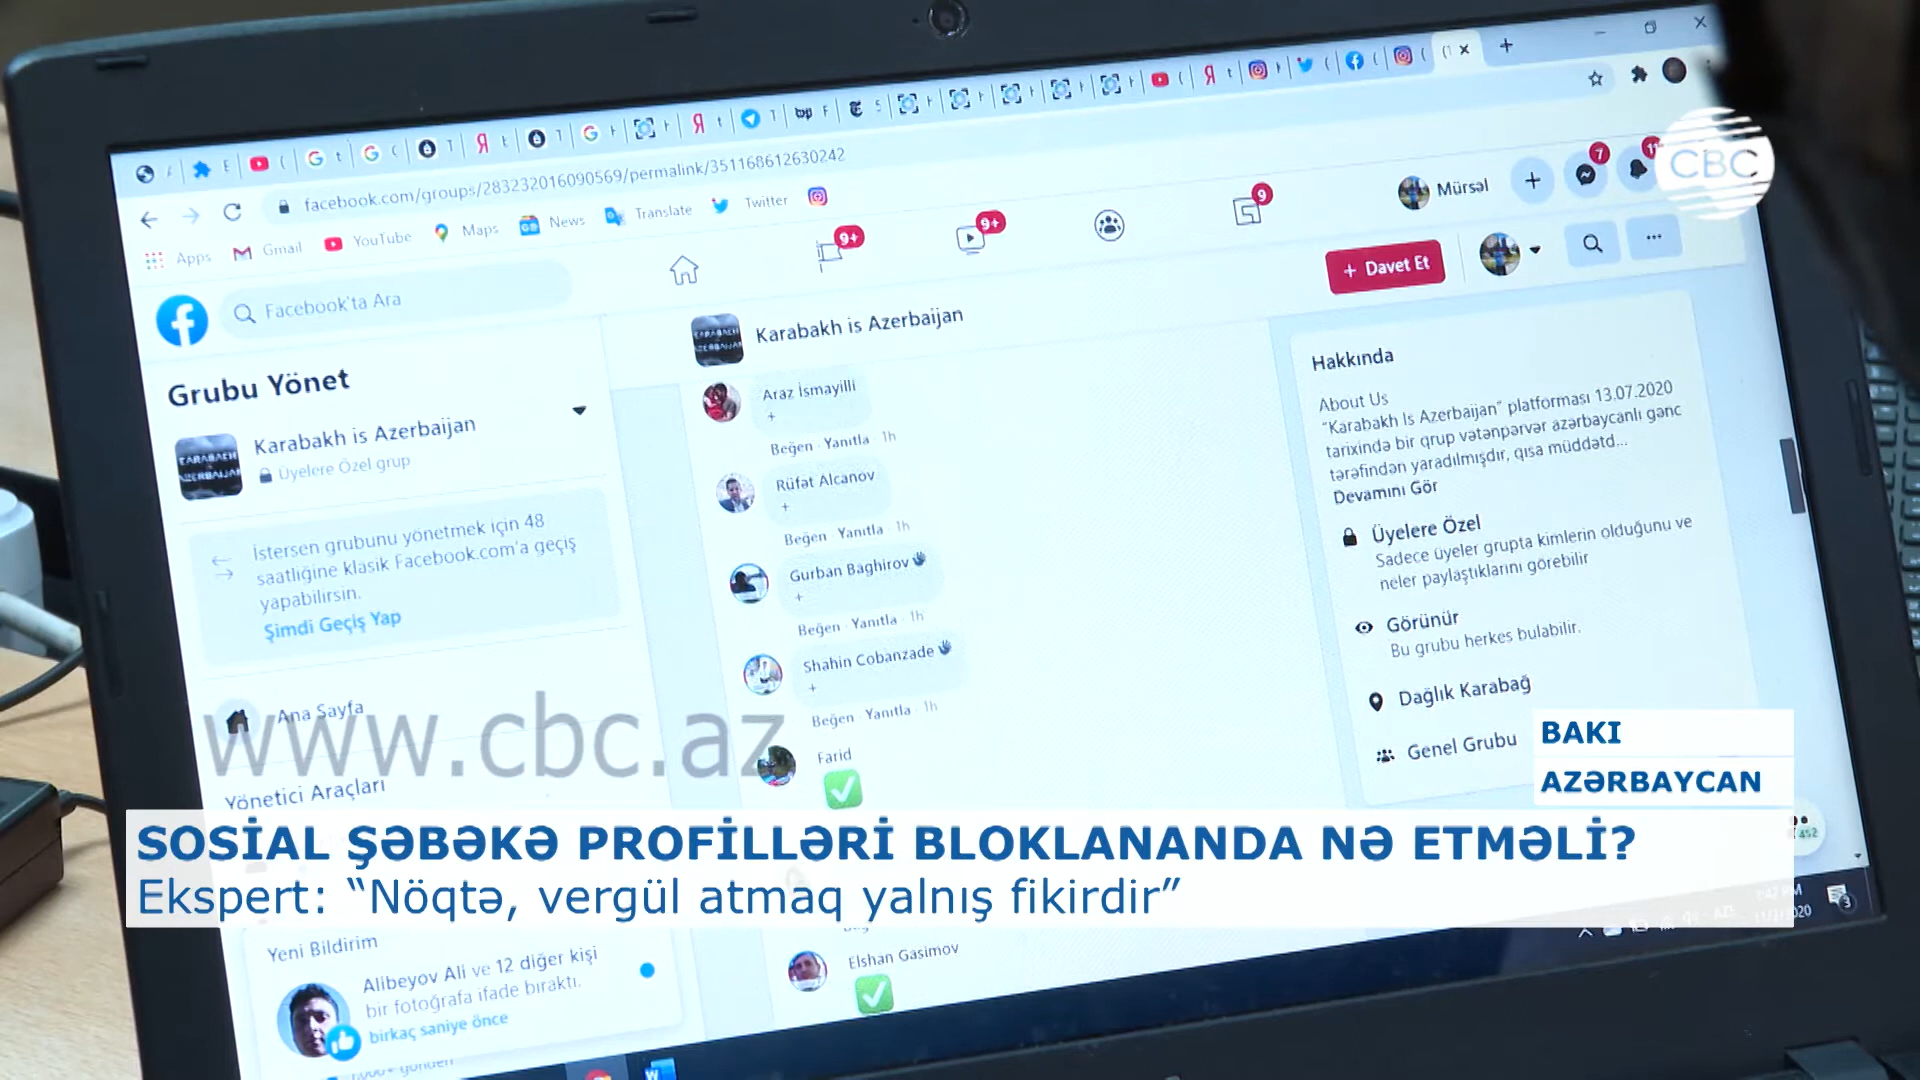 facebook.com/groups/283232016090569/permalink/351168612630242
Apps
Gmail
YouTube
Maps
News
Translate
Twitter
CBC
Facebook'ta Ara
9+
9+
9
Mürsəl
7
+ Davet Et
Grubu Yönet
Karabakh is Azerbaijan
Üyelere Özel grup
İstersen grubunu yönetmek için 48
saatliğine klasik Facebook.com'a geçiş
yapabilirsin.
Şimdi Geçiş Yap
Ana Sayfa
Yönetici Araçları
Karabakh is Azerbaijan
Araz İsmayilli
+
Beğen · Yanıtla · 1h
Rüfət Alcanov
+
Beğen · Yanıtla · 1h
Gurban Baghirov
+
Beğen · Yanıtla · 1h
Shahin Cobanzade
+
Beğen · Yanıtla · 1h
Farid
Elshan Gasimov
Hakkında
About Us
"Karabakh Is Azerbaijan" platforması 13.07.2020
tarixində bir qrup vətənpərvər azərbaycanlı gənc
tərəfindən yaradılmışdır, qısa müddətd...
Devamını Gör
Üyelere Özel
Sadece üyeler grupta kimlerin olduğunu ve
neler paylaştıklarını görebilir
Görünür
Bu grubu herkes bulabilir.
Dağlık Karabağ
Genel Grubu
www.cbc.az
BAKI
AZƏRBAYCAN
SOSİAL ŞƏBƏKƏ PROFİLLƏRİ BLOKLANANDA NƏ ETMƏLİ?
Ekspert: “Nöqtə, vergül atmaq yalnış fikirdir”
Yeni Bildirim
Alibeyov Ali ve 12 diğer kişi
bir fotoğrafa ifade bıraktı.
birkaç saniye önce